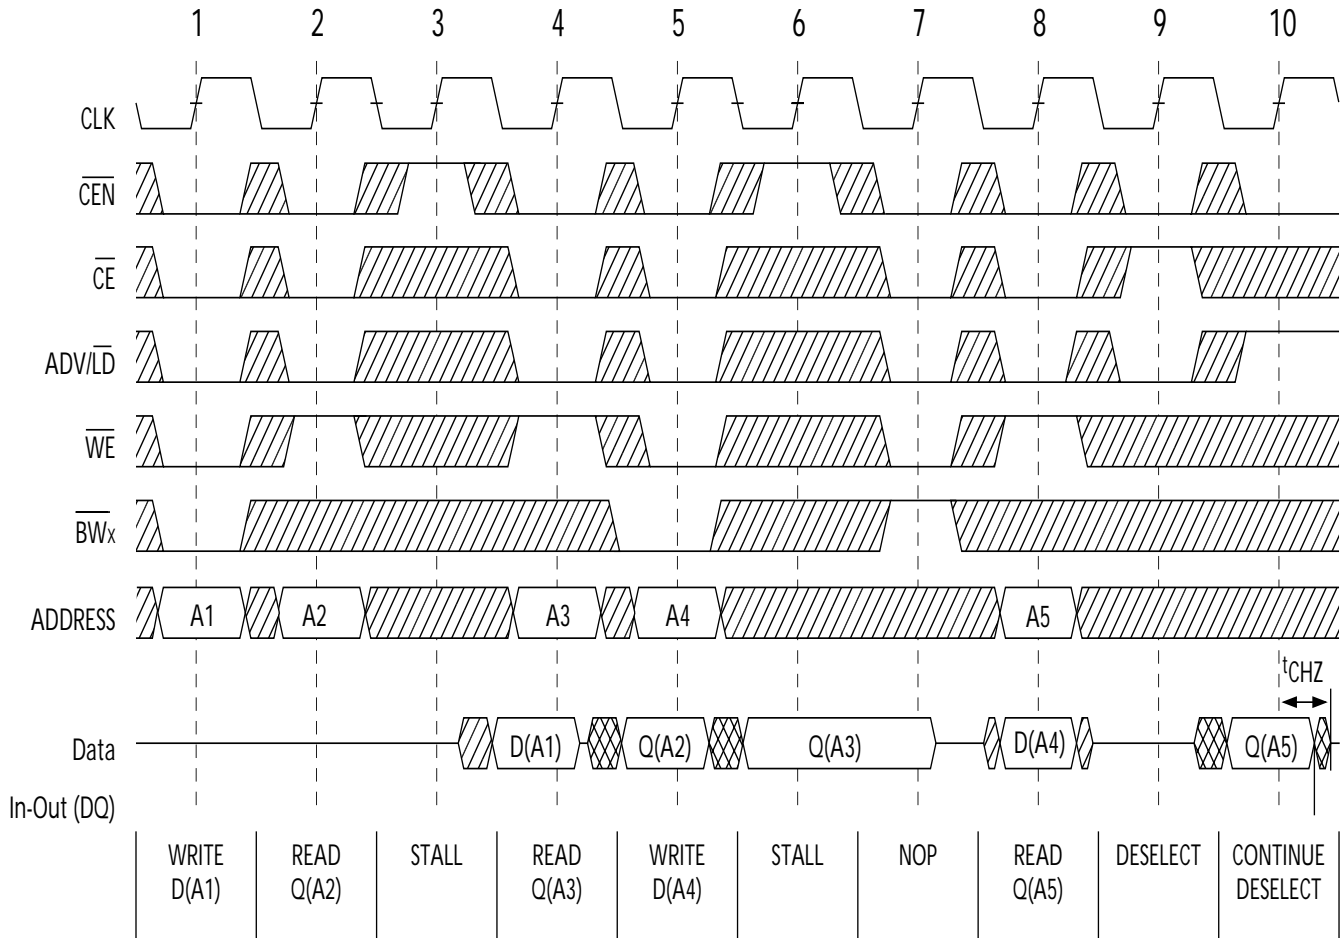 1 2 3 4 5 6 7 8 9 10
CLK
CEN
CE
ADV/LD
WE
BWx
ADDRESS A1 A2 A3 A4 A5
tCHZ
Data D(A1) Q(A2) Q(A3) D(A4) Q(A5)
In-Out (DQ)
WRITE READ STALL READ WRITE STALL NOP READ DESELECT CONTINUE
D(A1) Q(A2) Q(A3) D(A4) Q(A5) DESELECT